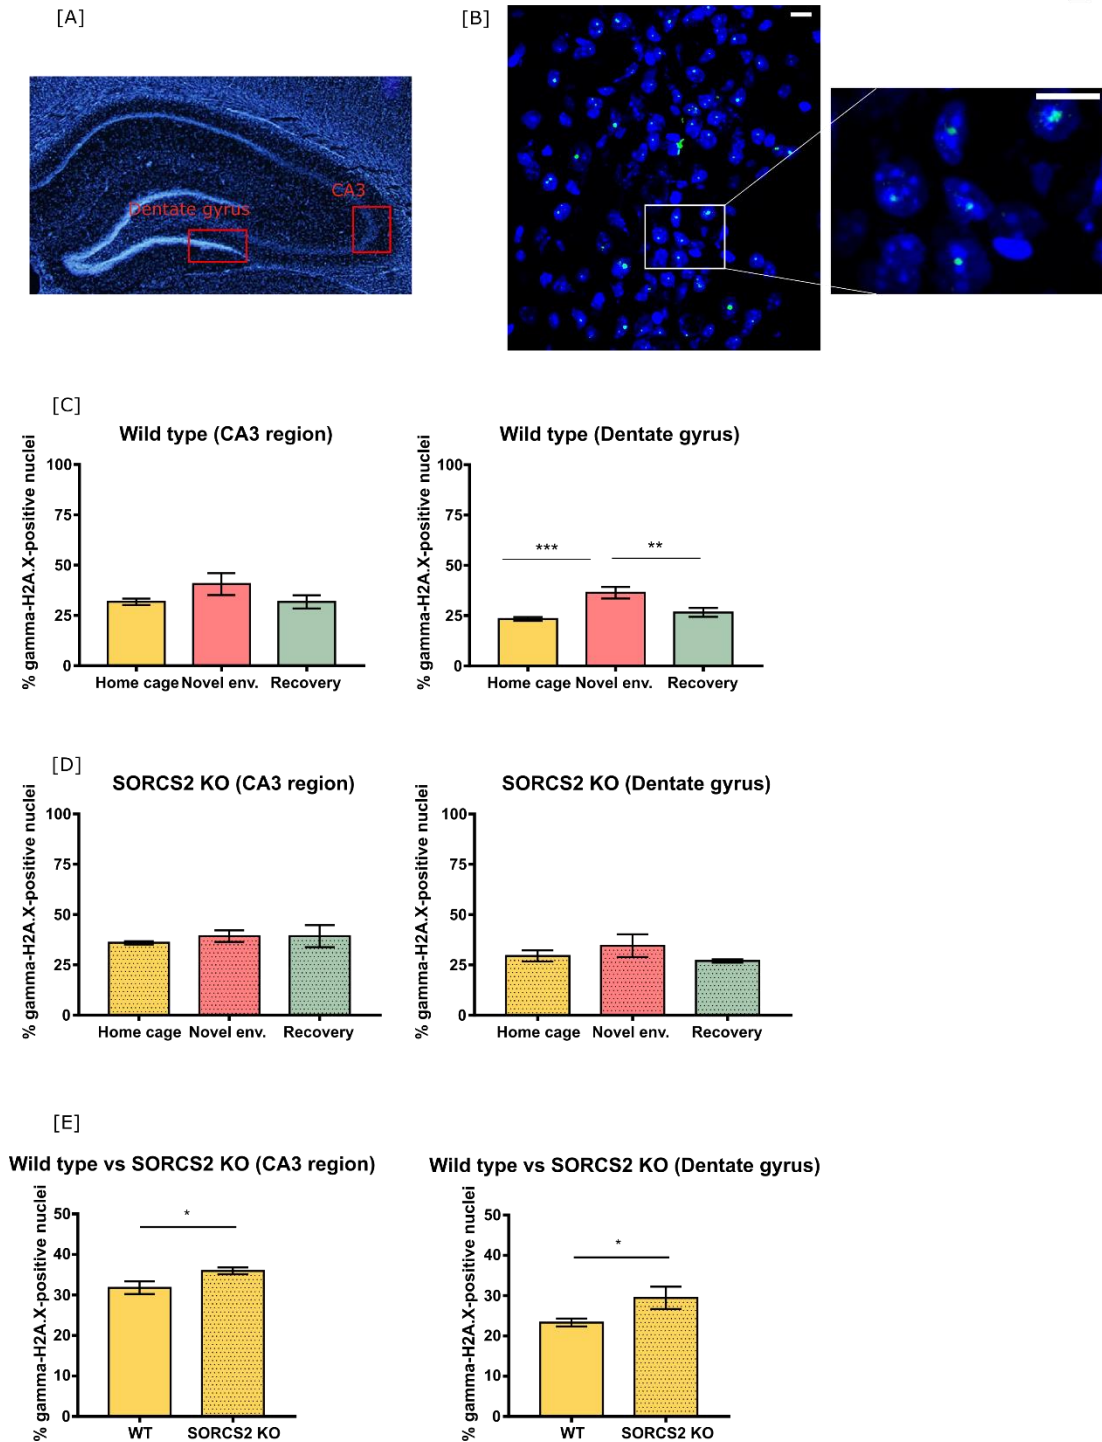 [A]
[B]
CA3
Dentate gyrus
[C]
Wild type (CA3 region)
% gamma-H2A.X-positive nuclei
100
75
50
25
0
Home cage Novel env. Recovery
Wild type (Dentate gyrus)
% gamma-H2A.X-positive nuclei
100
75
50
25
0
*** **
Home cage Novel env. Recovery
[D]
SORCS2 KO (CA3 region)
% gamma-H2A.X-positive nuclei
100
75
50
25
0
Home cage Novel env. Recovery
SORCS2 KO (Dentate gyrus)
% gamma-H2A.X-positive nuclei
100
75
50
25
0
Home cage Novel env. Recovery
[E]
Wild type vs SORCS2 KO (CA3 region)
% gamma-H2A.X-positive nuclei
50
40
30
20
10
0
*
WT SORCS2 KO
Wild type vs SORCS2 KO (Dentate gyrus)
% gamma-H2A.X-positive nuclei
50
40
30
20
10
0
*
WT SORCS2 KO